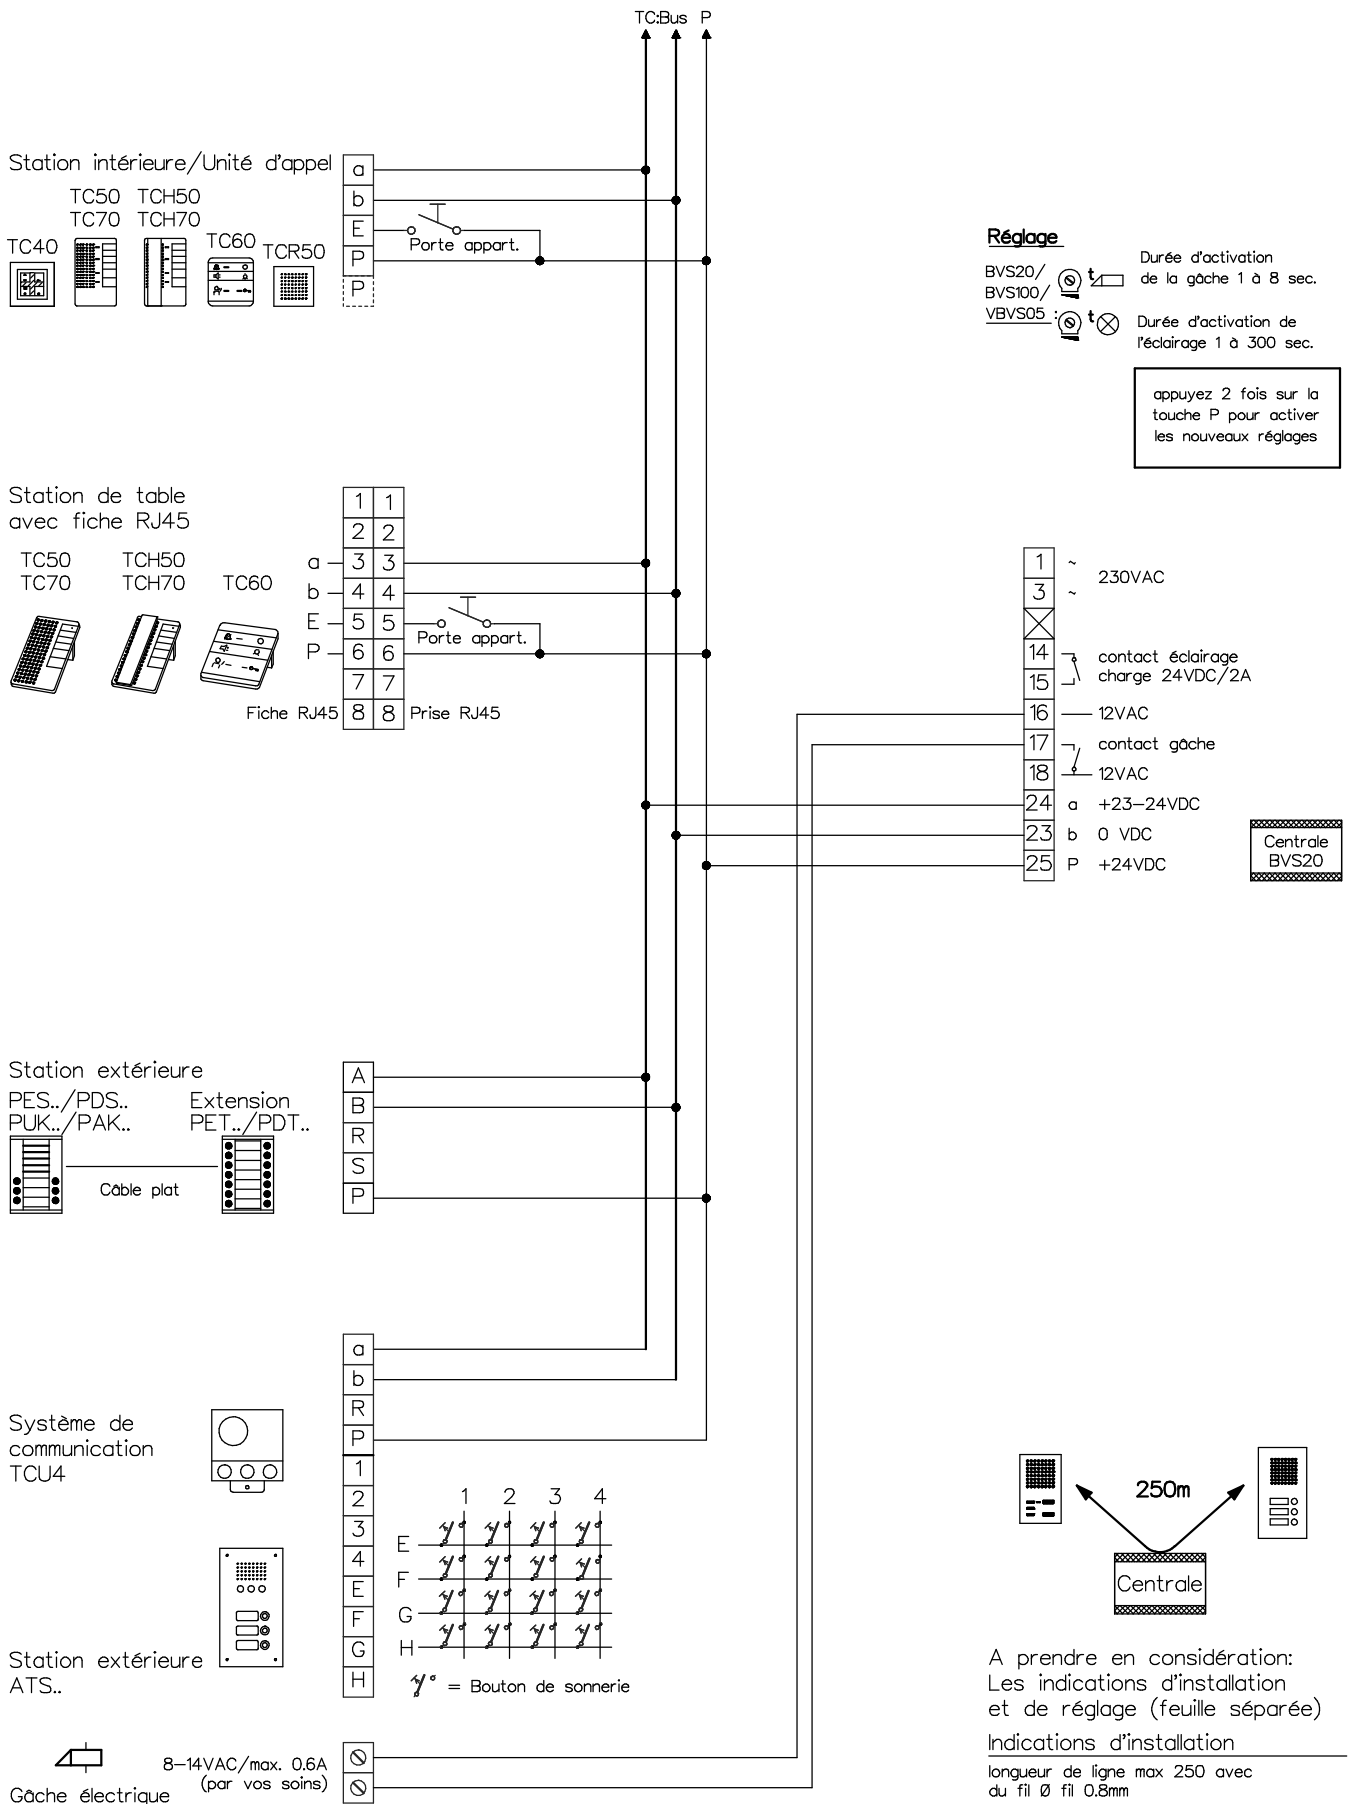 TC:Bus P
Station intérieure/Unité d'appel
TC50 TCH50
TC70 TCH70
TC40 TC60 TCR50
a
b
E
P
P
Porte appart.
Réglage
BVS20/
BVS100/
VBVS05 :
t
Durée d'activation
de la gâche 1 à 8 sec.
t
Durée d'activation de
l'éclairage 1 à 300 sec.
appuyez 2 fois sur la
touche P pour activer
les nouveaux réglages
Station de table
avec fiche RJ45
TC50 TCH50
TC70 TCH70 TC60
1 1
2 2
a 3 3
b 4 4
E 5 5
P 6 6
7 7
Fiche RJ45 8 8 Prise RJ45
Porte appart.
1 ~
3 ~
230VAC
14
15
contact éclairage
charge 24VDC/2A
16 12VAC
17 contact gâche
18 12VAC
24 a +23-24VDC
23 b 0 VDC
25 P +24VDC
Centrale
BVS20
Station extérieure
PES../PDS.. Extension
PUK../PAK.. PET../PDT..
Câble plat
A
B
R
S
P
Système de
communication
TCU4
a
b
R
P
1
2
3
4
E
F
G
H
1 2 3 4
E
F
G
H
= Bouton de sonnerie
Station extérieure
ATS..
Gâche électrique
8-14VAC/max. 0.6A
(par vos soins)
250m
Centrale
A prendre en considération:
Les indications d'installation
et de réglage (feuille séparée)
Indications d'installation
longueur de ligne max 250 avec
du fil Ø fil 0.8mm